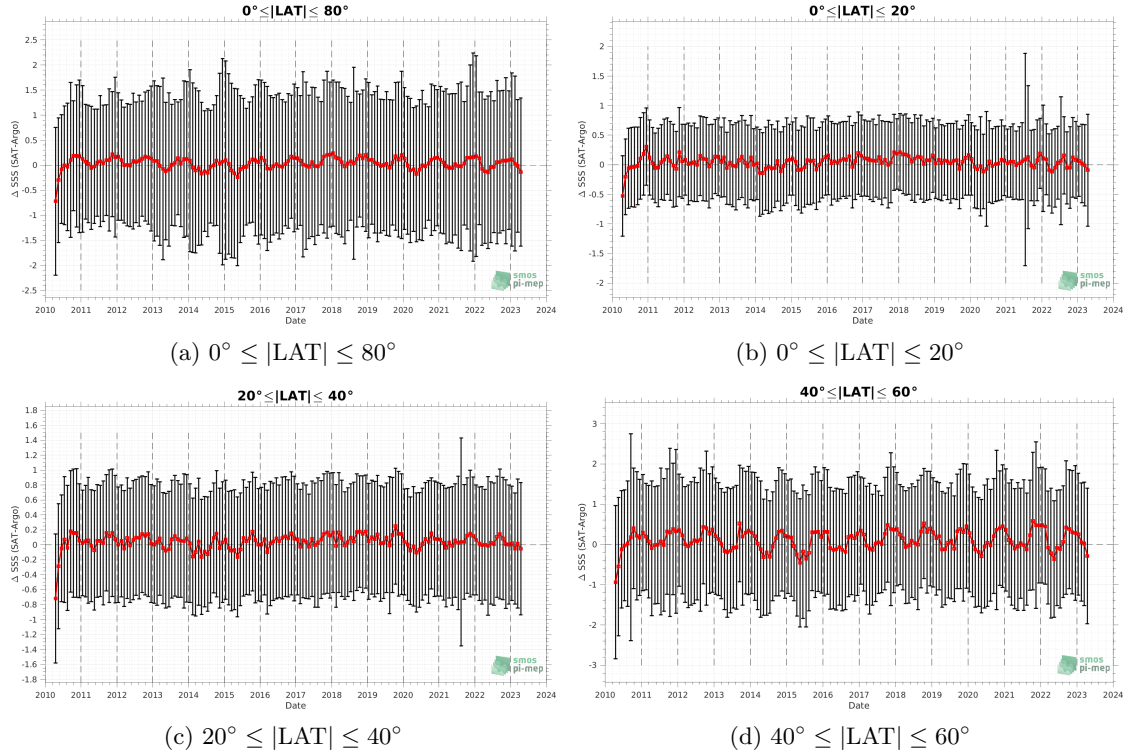 0°≤|LAT|≤ 80°
Δ SSS (SAT-Argo)
2.5
2
1.5
1
0.5
0
-0.5
-1
-1.5
-2
-2.5
smos
pi-mep
2010 2011 2012 2013 2014 2015 2016 2017 2018 2019 2020 2021 2022 2023 2024
Date
(a) 0° ≤ |LAT| ≤ 80°
0°≤|LAT|≤ 20°
Δ SSS (SAT-Argo)
2
1.5
1
0.5
0
-0.5
-1
-1.5
-2
smos
pi-mep
2010 2011 2012 2013 2014 2015 2016 2017 2018 2019 2020 2021 2022 2023 2024
Date
(b) 0° ≤ |LAT| ≤ 20°
20°≤|LAT|≤ 40°
Δ SSS (SAT-Argo)
1.8
1.6
1.4
1.2
1
0.8
0.6
0.4
0.2
0
-0.2
-0.4
-0.6
-0.8
-1
-1.2
-1.4
-1.6
-1.8
smos
pi-mep
2010 2011 2012 2013 2014 2015 2016 2017 2018 2019 2020 2021 2022 2023 2024
Date
(c) 20° ≤ |LAT| ≤ 40°
40°≤|LAT|≤ 60°
Δ SSS (SAT-Argo)
3
2
1
0
-1
-2
-3
smos
pi-mep
2010 2011 2012 2013 2014 2015 2016 2017 2018 2019 2020 2021 2022 2023 2024
Date
(d) 40° ≤ |LAT| ≤ 60°